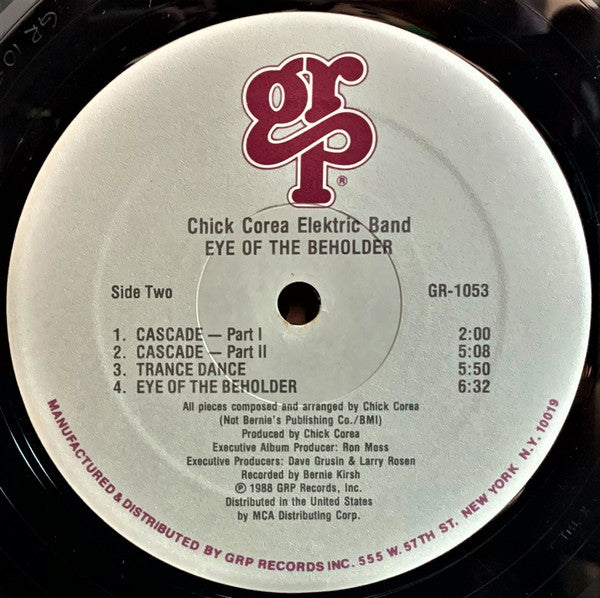 GR 10
grp®
Chick Corea Elektric Band
EYE OF THE BEHOLDER
Side Two GR-1053
1. CASCADE — Part I 2:00
2. CASCADE — Part II 5:08
3. TRANCE DANCE 5:50
4. EYE OF THE BEHOLDER 6:32
All pieces composed and arranged by Chick Corea
(Not Bernie's Publishing Co./BMI)
Produced by Chick Corea
Executive Album Producer: Ron Moss
Executive Producers: Dave Grusin & Larry Rosen
Recorded by Bernie Kirsh
Ⓟ 1988 GRP Records, Inc.
Distributed in the United States
by MCA Distributing Corp.
MANUFACTURED & DISTRIBUTED BY GRP RECORDS INC. 555 W. 57TH ST, NEW YORK N.Y. 10019